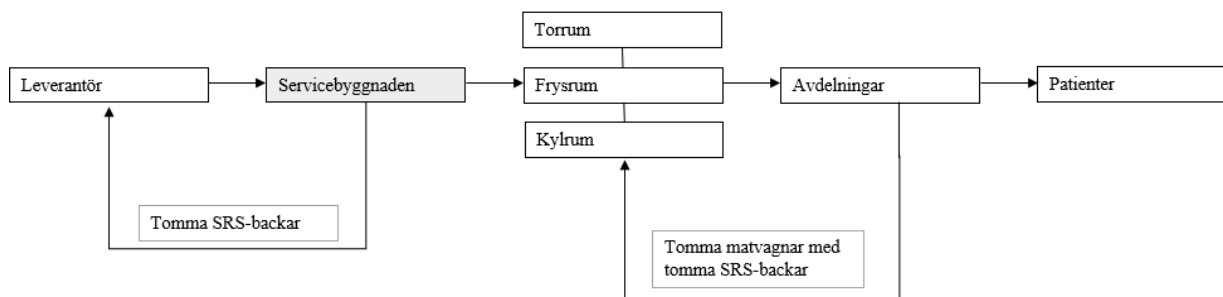 Torrum
Leverantör
Servicebyggnaden
Frysrum
Avdelningar
Patienter
Kylrum
Tomma SRS-backar
Tomma matvagnar med
tomma SRS-backar